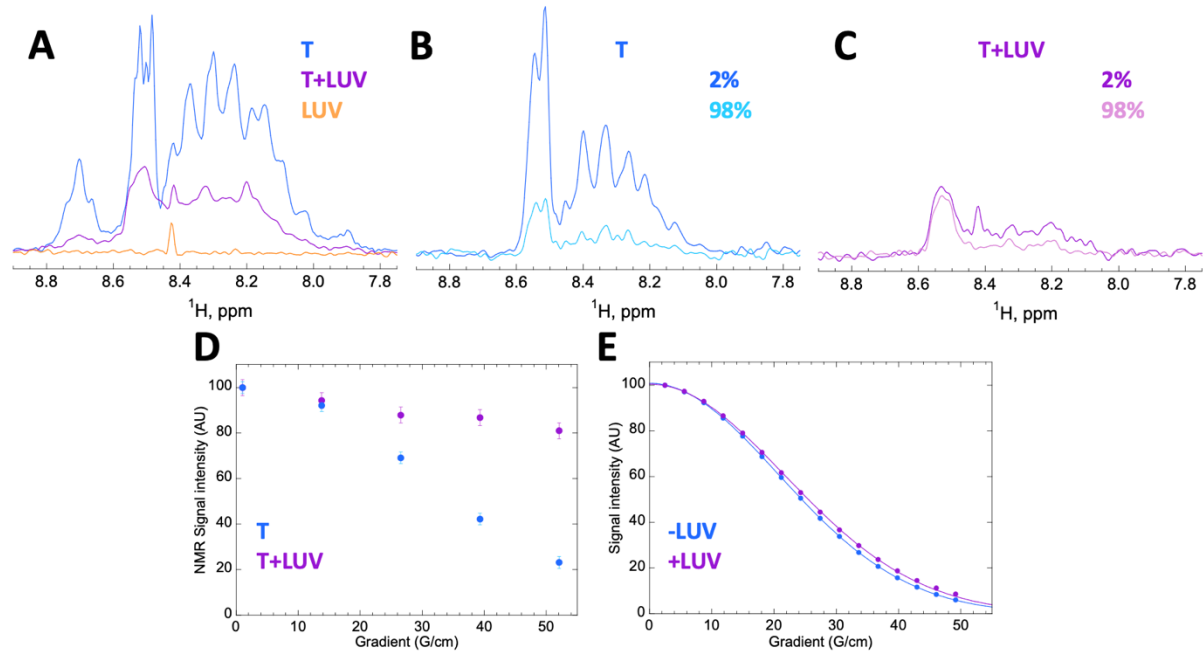 A
T
T+LUV
LUV
8.8 8.6 8.4 8.2 8.0 7.8
¹H, ppm
B
T
2%
98%
8.8 8.6 8.4 8.2 8.0 7.8
¹H, ppm
C
T+LUV
2%
98%
8.8 8.6 8.4 8.2 8.0 7.8
¹H, ppm
D
NMR Signal intensity (AU)
100
80
60
40
20
0
T
T+LUV
0 10 20 30 40 50
Gradient (G/cm)
E
Signal intensity (AU)
100
80
60
40
20
0
-LUV
+LUV
0 10 20 30 40 50
Gradient (G/cm)